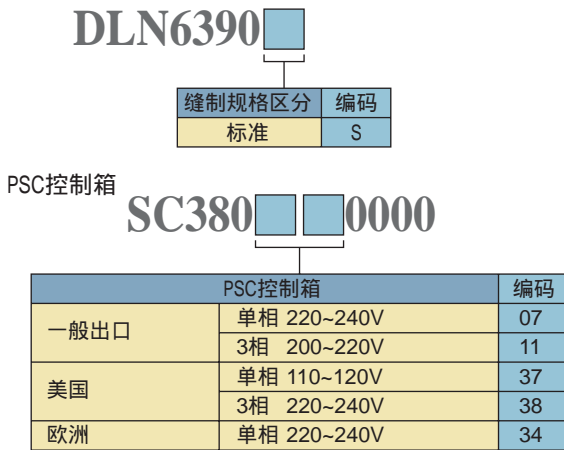 DLN6390
缝制规格区分 编码
标准 S
PSC控制箱
SC380 0000
PSC控制箱 编码
一般出口 单相 220~240V 07
3相 200~220V 11
美国 单相 110~120V 37
3相 220~240V 38
欧洲 单相 220~240V 34